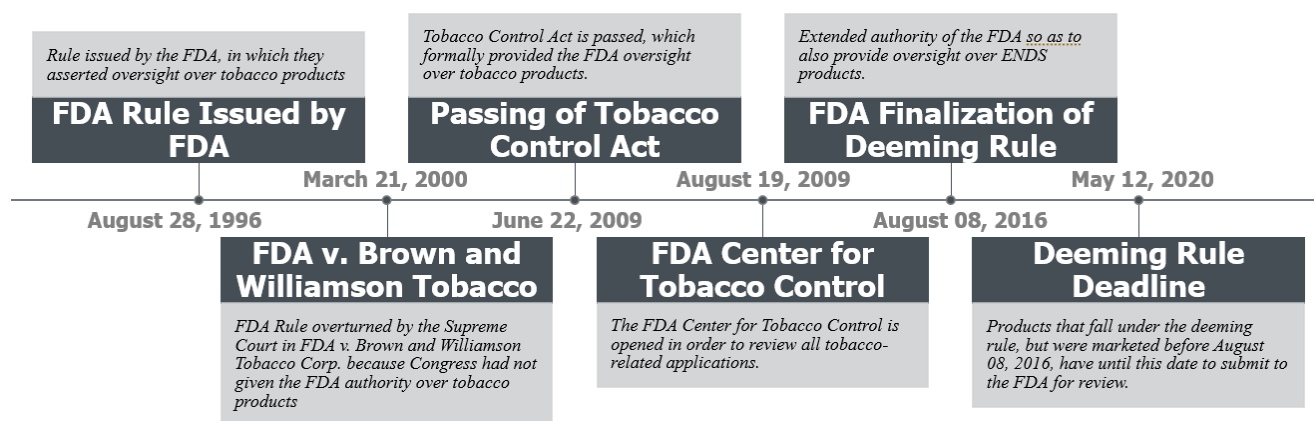 Rule issued by the FDA, in which they
asserted oversight over tobacco products
FDA Rule Issued by
FDA
August 28, 1996
March 21, 2000
FDA v. Brown and
Williamson Tobacco
FDA Rule overturned by the Supreme
Court in FDA v. Brown and Williamson
Tobacco Corp. because Congress had not
given the FDA authority over tobacco
products
Tobacco Control Act is passed, which
formally provided the FDA oversight
over tobacco products.
Passing of Tobacco
Control Act
June 22, 2009
August 19, 2009
FDA Center for
Tobacco Control
The FDA Center for Tobacco Control is
opened in order to review all tobacco-
related applications.
Extended authority of the FDA so as to
also provide oversight over ENDS
products.
FDA Finalization of
Deeming Rule
August 08, 2016
May 12, 2020
Deeming Rule
Deadline
Products that fall under the deeming
rule, but were marketed before August
08, 2016, have until this date to submit to
the FDA for review.